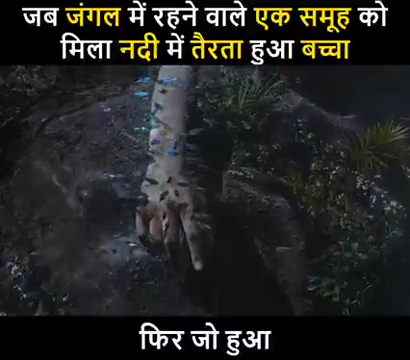 जब जंगल में रहने वाले एक समूह को
मिला नदी में तैरता हुआ बच्चा
फिर जो हुआ